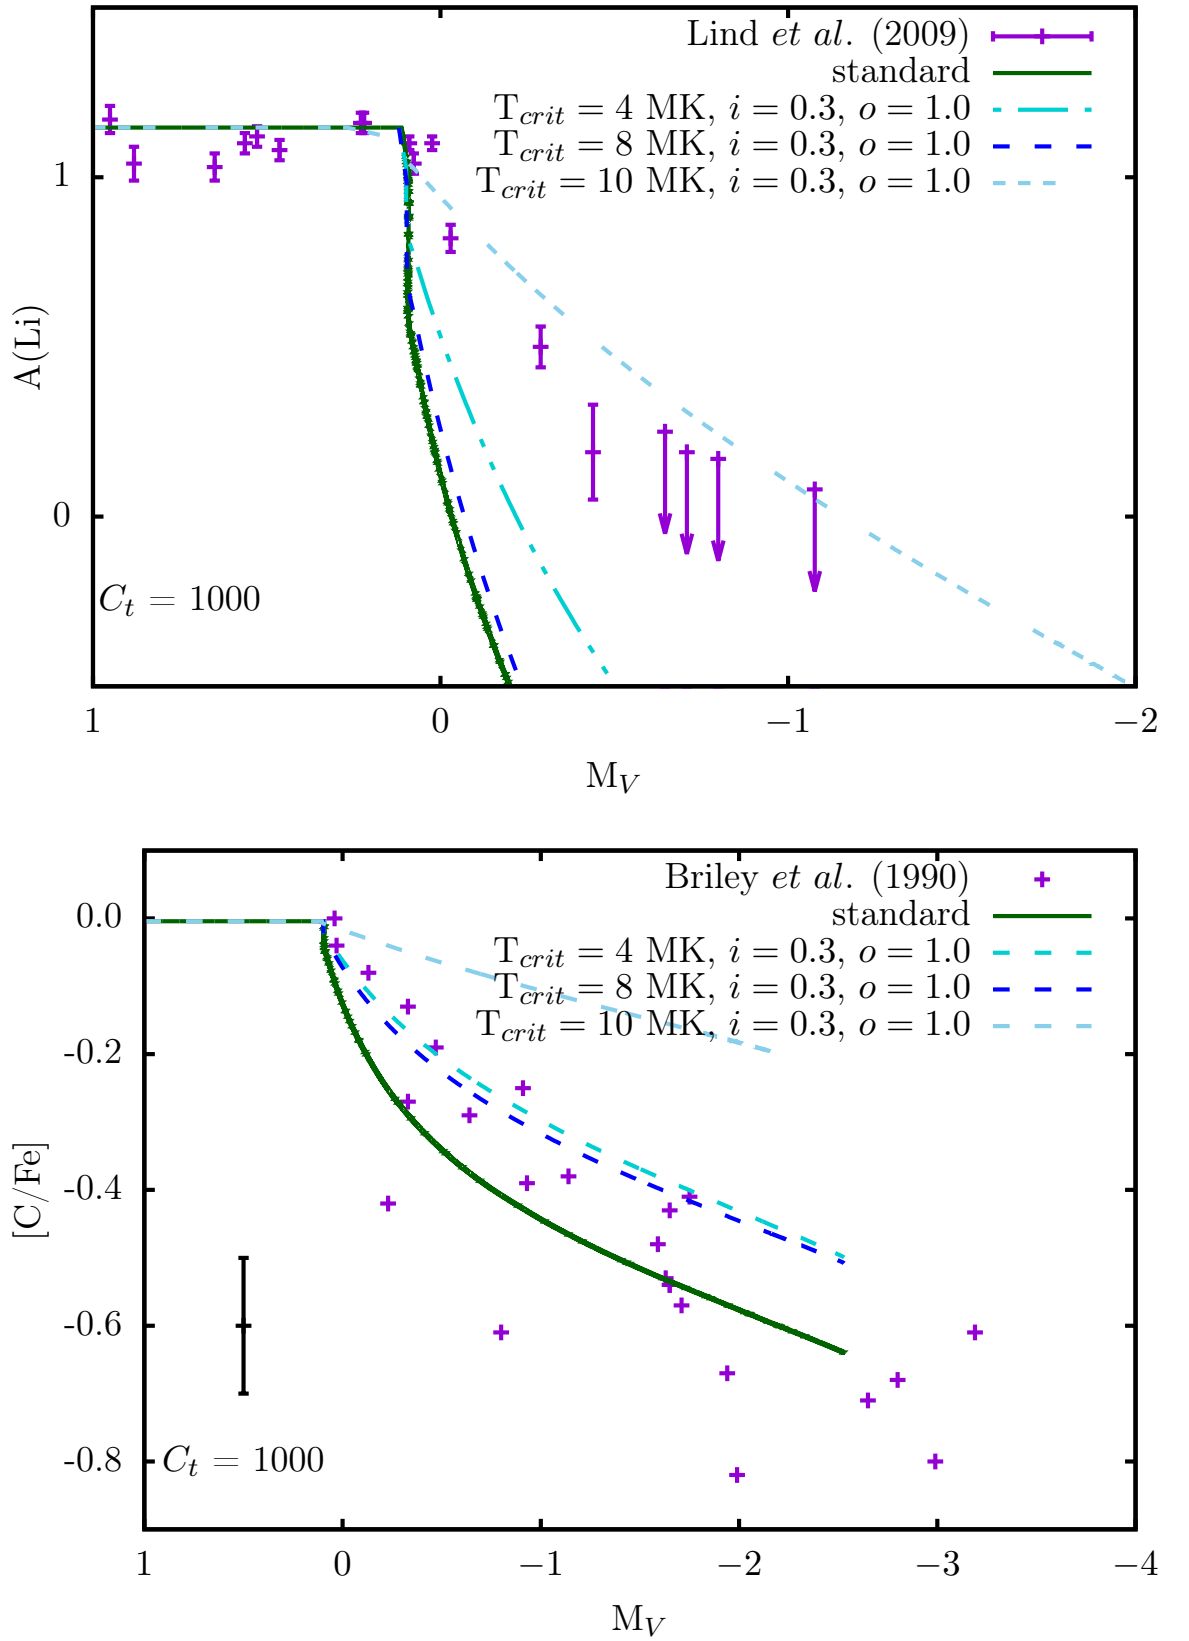 Lind et al. (2009)
standard
T_crit = 4 MK, i = 0.3, o = 1.0
T_crit = 8 MK, i = 0.3, o = 1.0
T_crit = 10 MK, i = 0.3, o = 1.0
1
0
A(Li)
C_t = 1000
1 0 −1 −2
M_V
Briley et al. (1990)
standard
T_crit = 4 MK, i = 0.3, o = 1.0
T_crit = 8 MK, i = 0.3, o = 1.0
T_crit = 10 MK, i = 0.3, o = 1.0
0.0
-0.2
-0.4
-0.6
-0.8
[C/Fe]
C_t = 1000
1 0 −1 −2 −3 −4
M_V